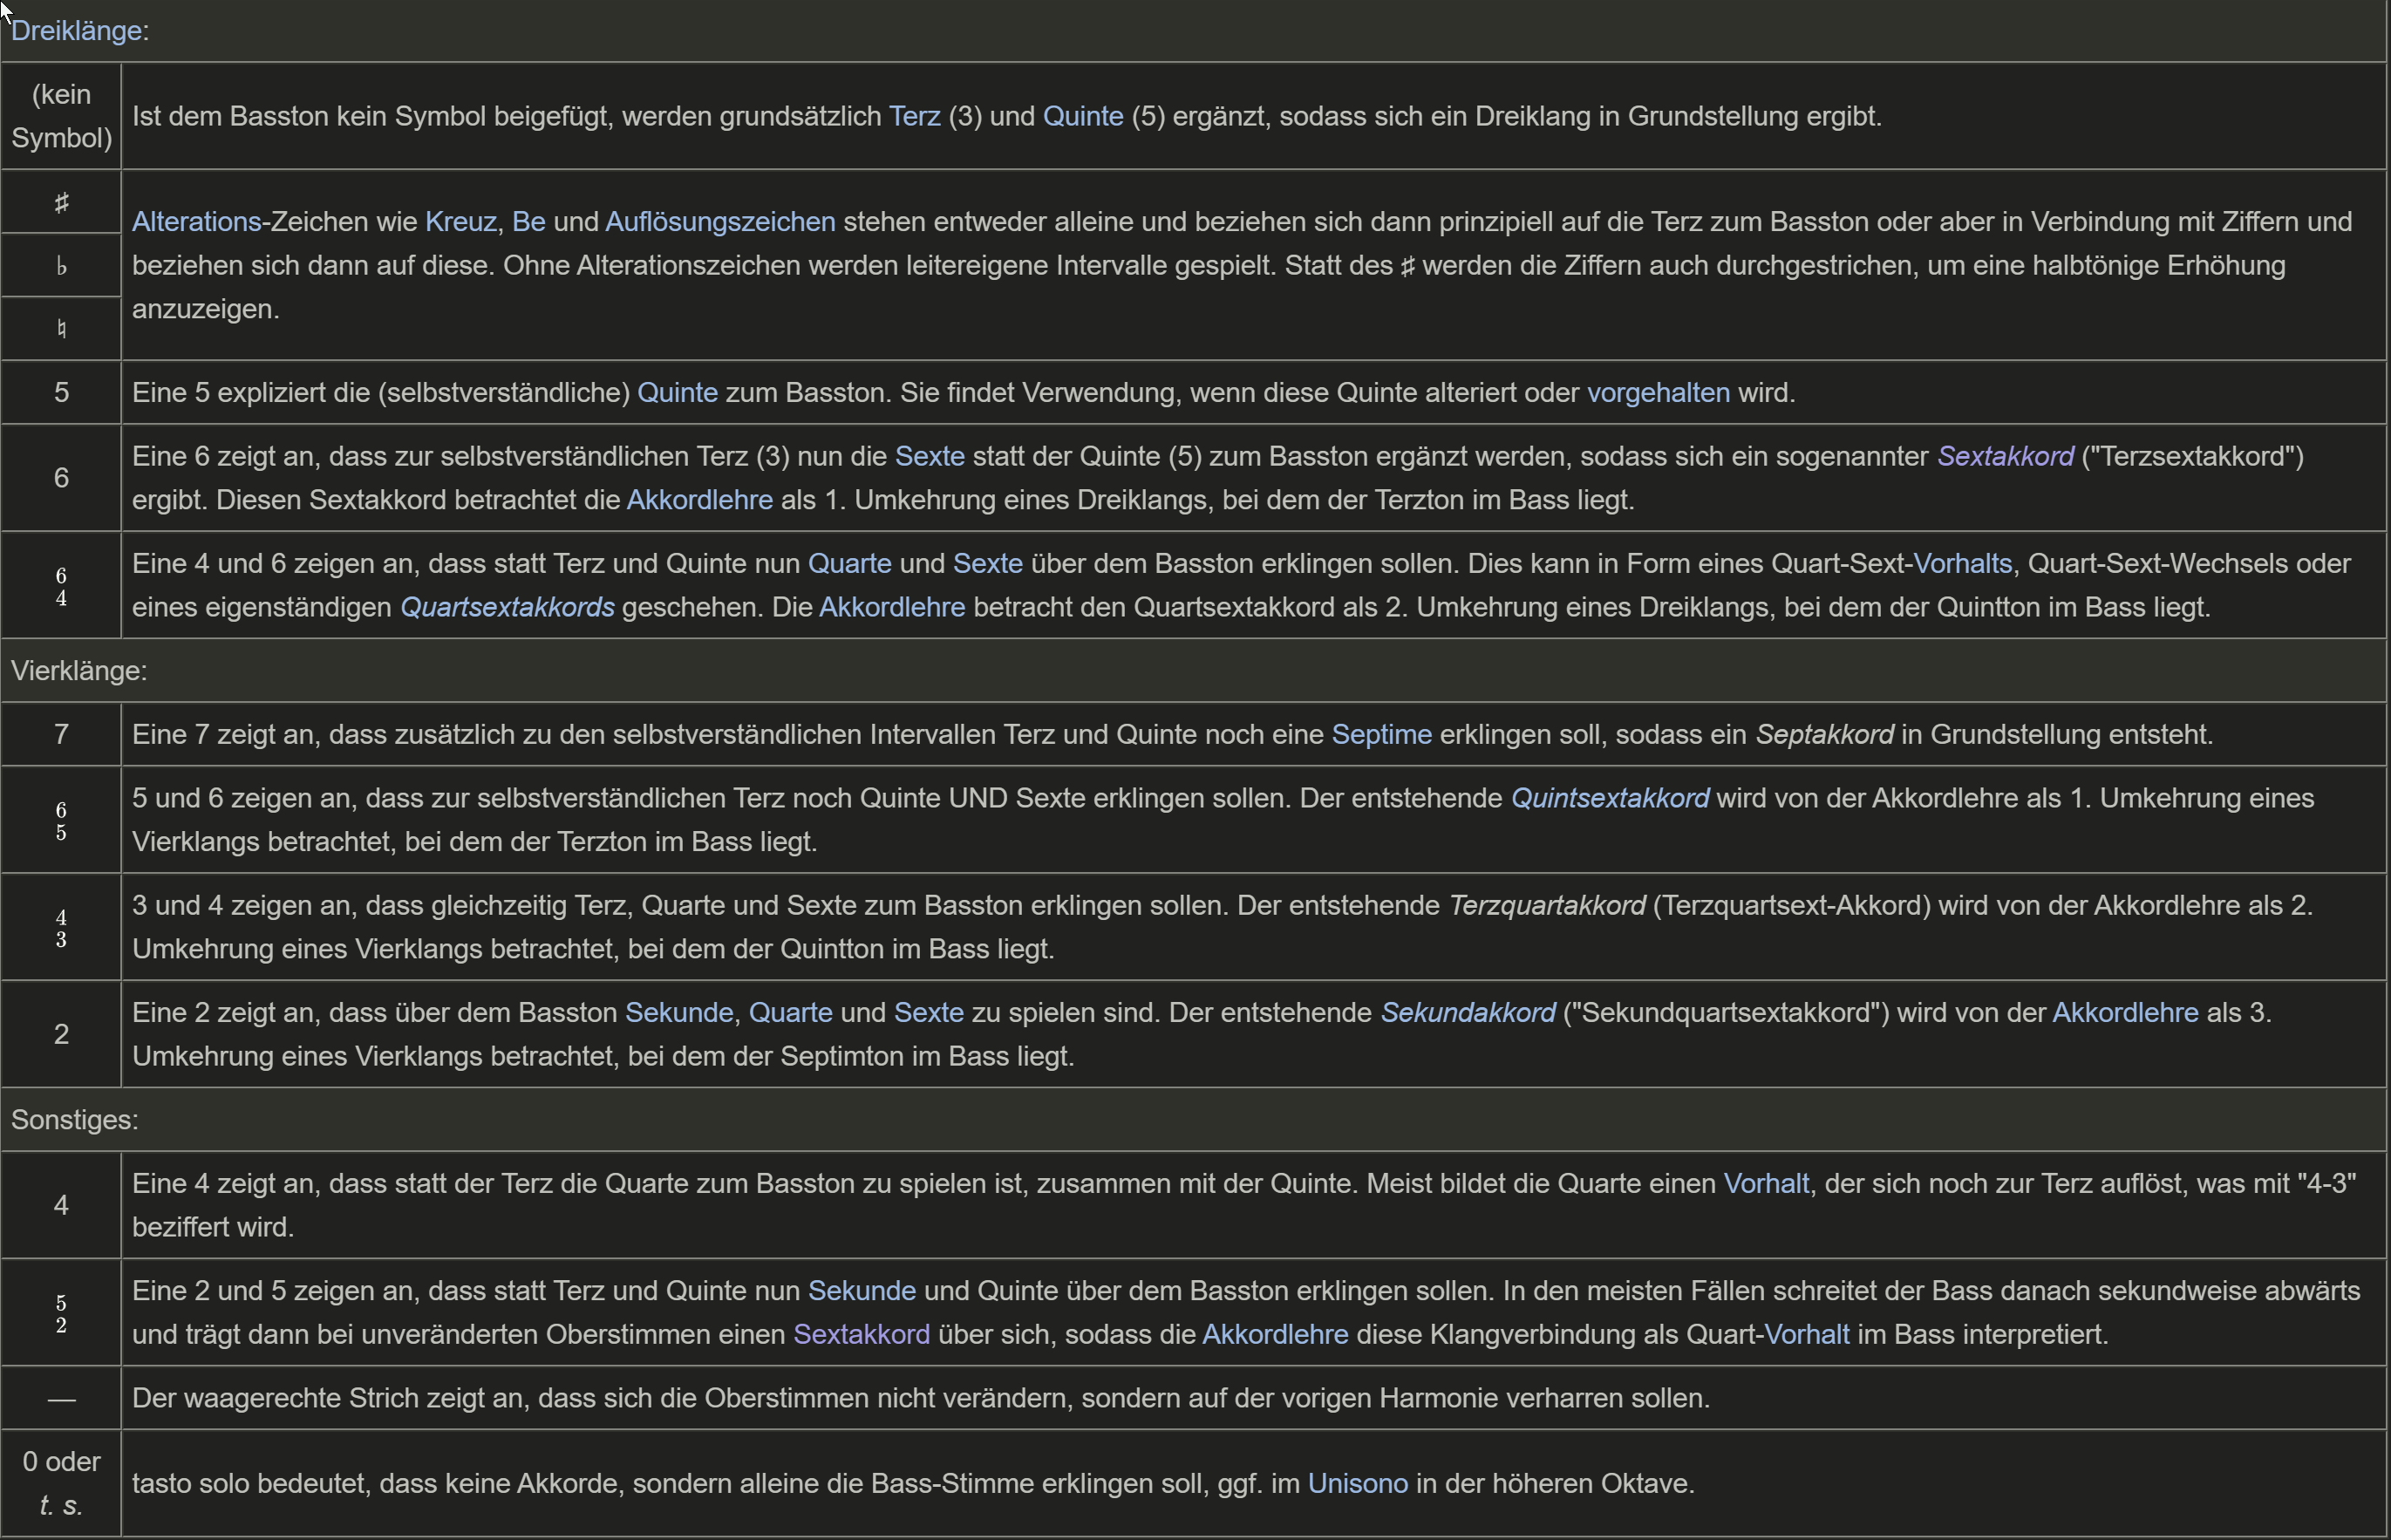 Dreiklänge:
(kein
Symbol)
Ist dem Basston kein Symbol beigefügt, werden grundsätzlich Terz (3) und Quinte (5) ergänzt, sodass sich ein Dreiklang in Grundstellung ergibt.
♯
♭
♮
Alterations-Zeichen wie Kreuz, Be und Auflösungszeichen stehen entweder alleine und beziehen sich dann prinzipiell auf die Terz zum Basston oder aber in Verbindung mit Ziffern und
beziehen sich dann auf diese. Ohne Alterationszeichen werden leitereigene Intervalle gespielt. Statt des ♯ werden die Ziffern auch durchgestrichen, um eine halbtönige Erhöhung
anzuzeigen.
5
Eine 5 expliziert die (selbstverständliche) Quinte zum Basston. Sie findet Verwendung, wenn diese Quinte alteriert oder vorgehalten wird.
6
Eine 6 zeigt an, dass zur selbstverständlichen Terz (3) nun die Sexte statt der Quinte (5) zum Basston ergänzt werden, sodass sich ein sogenannter Sextakkord ("Terzsextakkord")
ergibt. Diesen Sextakkord betrachtet die Akkordlehre als 1. Umkehrung eines Dreiklangs, bei dem der Terzton im Bass liegt.
6
4
Eine 4 und 6 zeigen an, dass statt Terz und Quinte nun Quarte und Sexte über dem Basston erklingen sollen. Dies kann in Form eines Quart-Sext-Vorhalts, Quart-Sext-Wechsels oder
eines eigenständigen Quartsextakkords geschehen. Die Akkordlehre betracht den Quartsextakkord als 2. Umkehrung eines Dreiklangs, bei dem der Quintton im Bass liegt.
Vierklänge:
7
Eine 7 zeigt an, dass zusätzlich zu den selbstverständlichen Intervallen Terz und Quinte noch eine Septime erklingen soll, sodass ein Septakkord in Grundstellung entsteht.
6
5
5 und 6 zeigen an, dass zur selbstverständlichen Terz noch Quinte UND Sexte erklingen sollen. Der entstehende Quintsextakkord wird von der Akkordlehre als 1. Umkehrung eines
Vierklangs betrachtet, bei dem der Terzton im Bass liegt.
4
3
3 und 4 zeigen an, dass gleichzeitig Terz, Quarte und Sexte zum Basston erklingen sollen. Der entstehende Terzquartakkord (Terzquartsext-Akkord) wird von der Akkordlehre als 2.
Umkehrung eines Vierklangs betrachtet, bei dem der Quintton im Bass liegt.
2
Eine 2 zeigt an, dass über dem Basston Sekunde, Quarte und Sexte zu spielen sind. Der entstehende Sekundakkord ("Sekundquartsextakkord") wird von der Akkordlehre als 3.
Umkehrung eines Vierklangs betrachtet, bei dem der Septimton im Bass liegt.
Sonstiges:
4
Eine 4 zeigt an, dass statt der Terz die Quarte zum Basston zu spielen ist, zusammen mit der Quinte. Meist bildet die Quarte einen Vorhalt, der sich noch zur Terz auflöst, was mit "4-3"
beziffert wird.
5
2
Eine 2 und 5 zeigen an, dass statt Terz und Quinte nun Sekunde und Quinte über dem Basston erklingen sollen. In den meisten Fällen schreitet der Bass danach sekundweise abwärts
und trägt dann bei unveränderten Oberstimmen einen Sextakkord über sich, sodass die Akkordlehre diese Klangverbindung als Quart-Vorhalt im Bass interpretiert.
—
Der waagerechte Strich zeigt an, dass sich die Oberstimmen nicht verändern, sondern auf der vorigen Harmonie verharren sollen.
0 oder
t. s.
tasto solo bedeutet, dass keine Akkorde, sondern alleine die Bass-Stimme erklingen soll, ggf. im Unisono in der höheren Oktave.